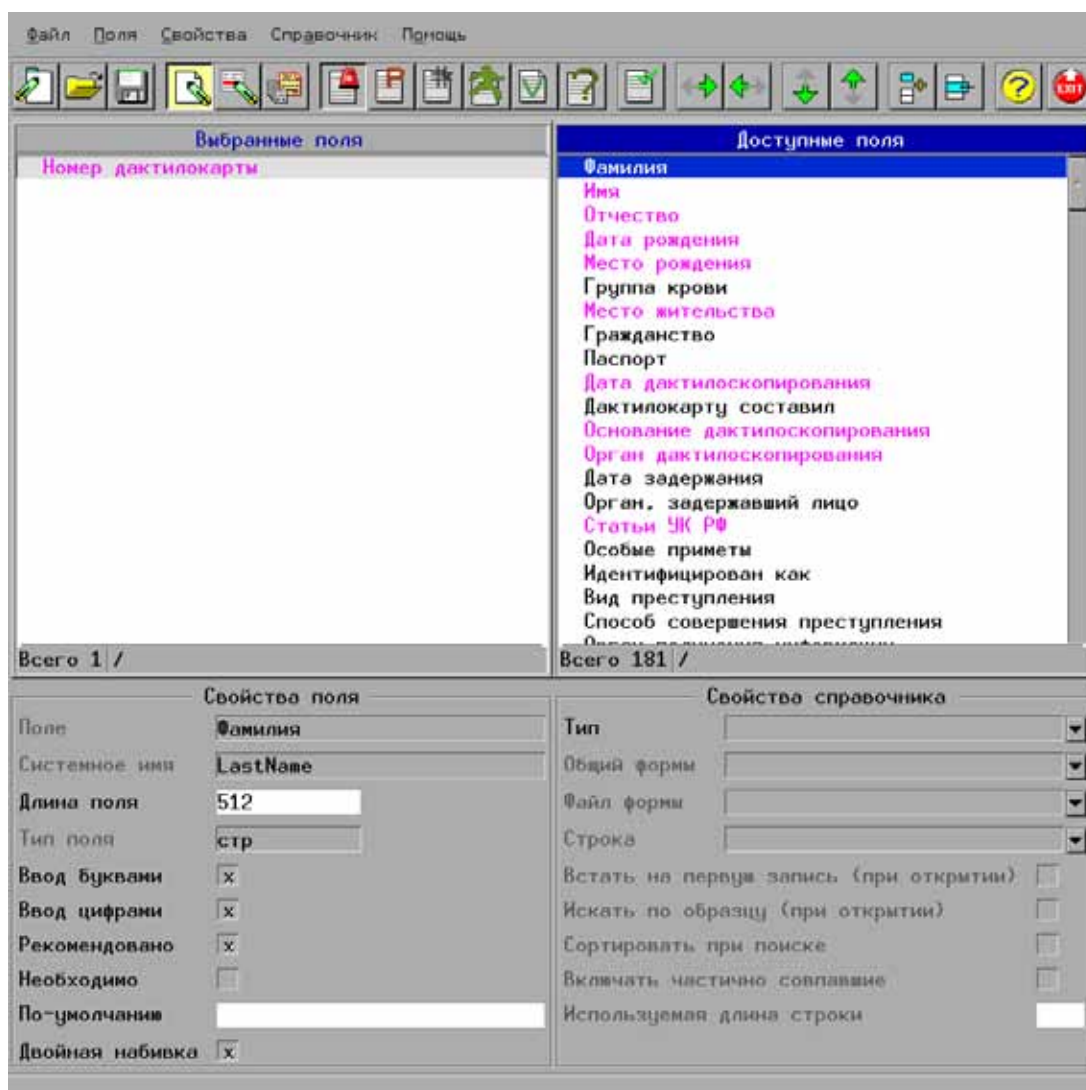 Файл Поля Свойства Справочник Помощь
EXIT
Выбранные поля
Номер дактилокарты
Всего 1 /
Доступные поля
Фамилия
Имя
Отчество
Дата рождения
Место рождения
Группа крови
Место жительства
Гражданство
Паспорт
Дата дактилоскопирования
Дактилокарту составил
Основание дактилоскопирования
Орган дактилоскопирования
Дата задержания
Орган, задержавший лицо
Статьи УК РФ
Особые приметы
Идентифицирован как
Вид преступления
Способ совершения преступления
Всего 181 /
Свойства поля
Поле Фамилия
Системное имя LastName
Длина поля 512
Тип поля стр
Ввод буквами x
Ввод цифрами x
Рекомендовано x
Необходимо
По-умолчанию
Двойная набивка x
Свойства справочника
Тип
Общий формы
Файл формы
Строка
Встать на первую запись (при открытии)
Искать по образцу (при открытии)
Сортировать при поиске
Включать частично совпавшие
Используемая длина строки